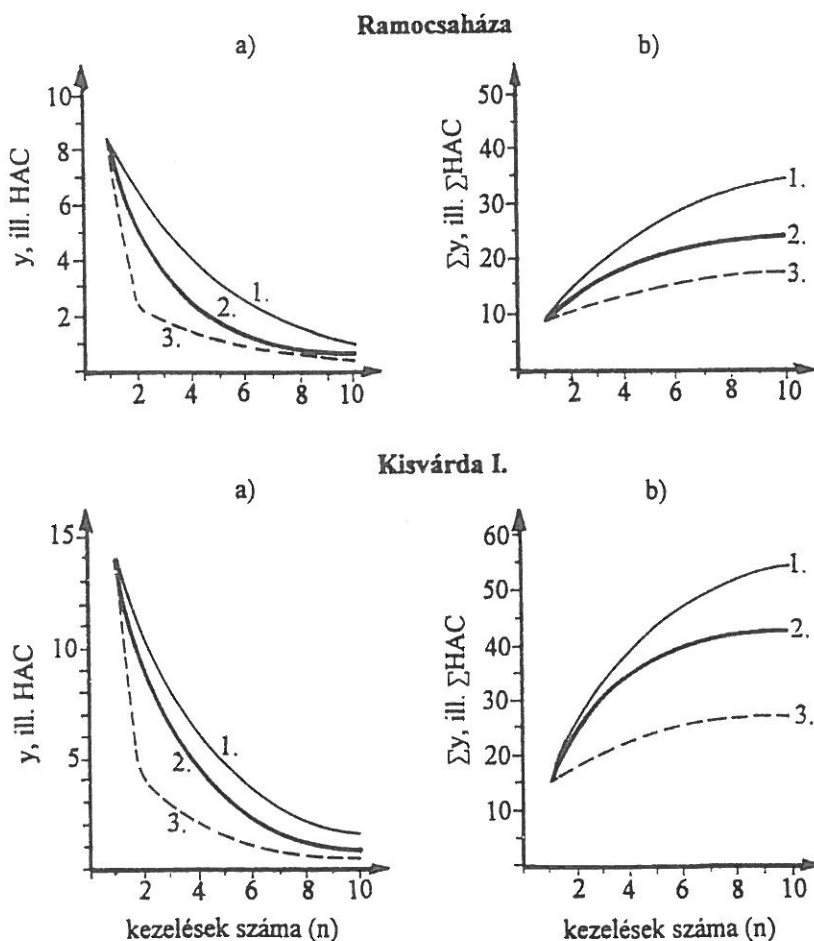 Ramocsaháza
a)
y, ill. HAC
10
8
6
4
2
1.
2.
3.
2 4 6 8 10
b)
Σy, ill. ΣHAC
50
40
30
20
10
1.
2.
3.
2 4 6 8 10
Kisvárda I.
a)
y, ill. HAC
15
10
5
1.
2.
3.
2 4 6 8 10
kezelések száma (n)
b)
Σy, ill. ΣHAC
60
50
40
30
20
10
1.
2.
3.
2 4 6 8 10
kezelések száma (n)